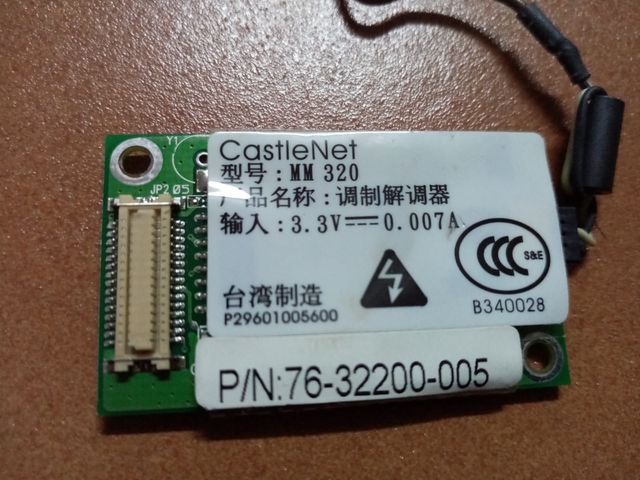 Y1
JP2 05
CastleNet
型号:MM 320
产品名称:调制解调器
输入:3.3V⎓0.007A
S&E
台湾制造
P29601005600
B340028
P/N:76-32200-005